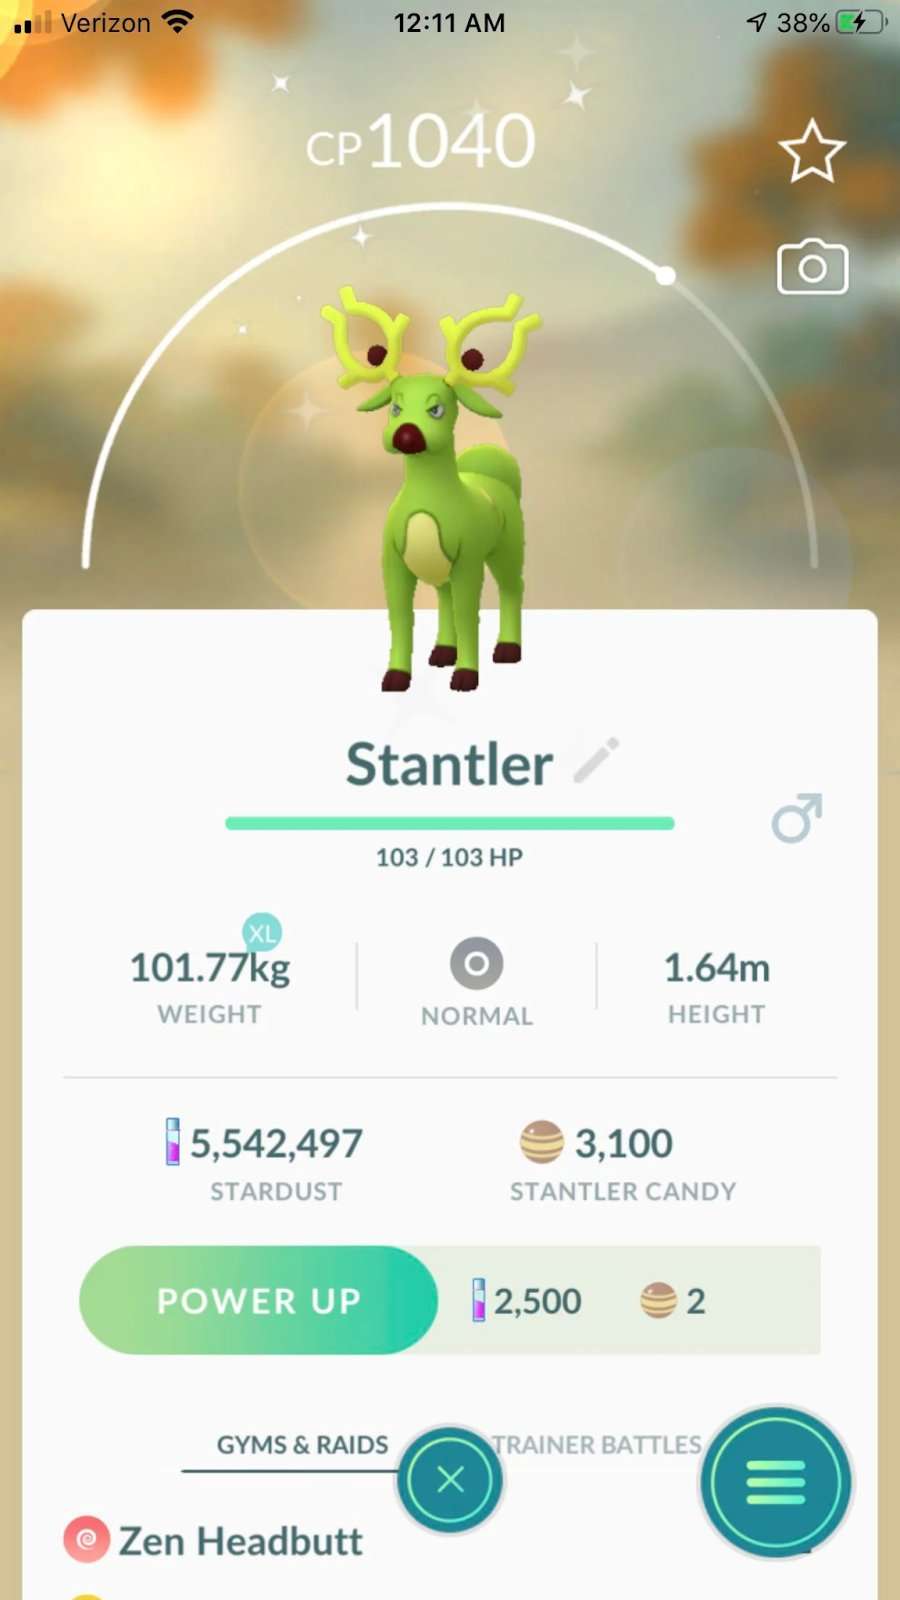 Verizon 12:11 AM 38%
CP1040
Stantler
103 / 103 HP
XL
101.77kg NORMAL 1.64m
WEIGHT HEIGHT
5,542,497 3,100
STARDUST STANTLER CANDY
POWER UP 2,500 2
GYMS & RAIDS TRAINER BATTLES
Zen Headbutt